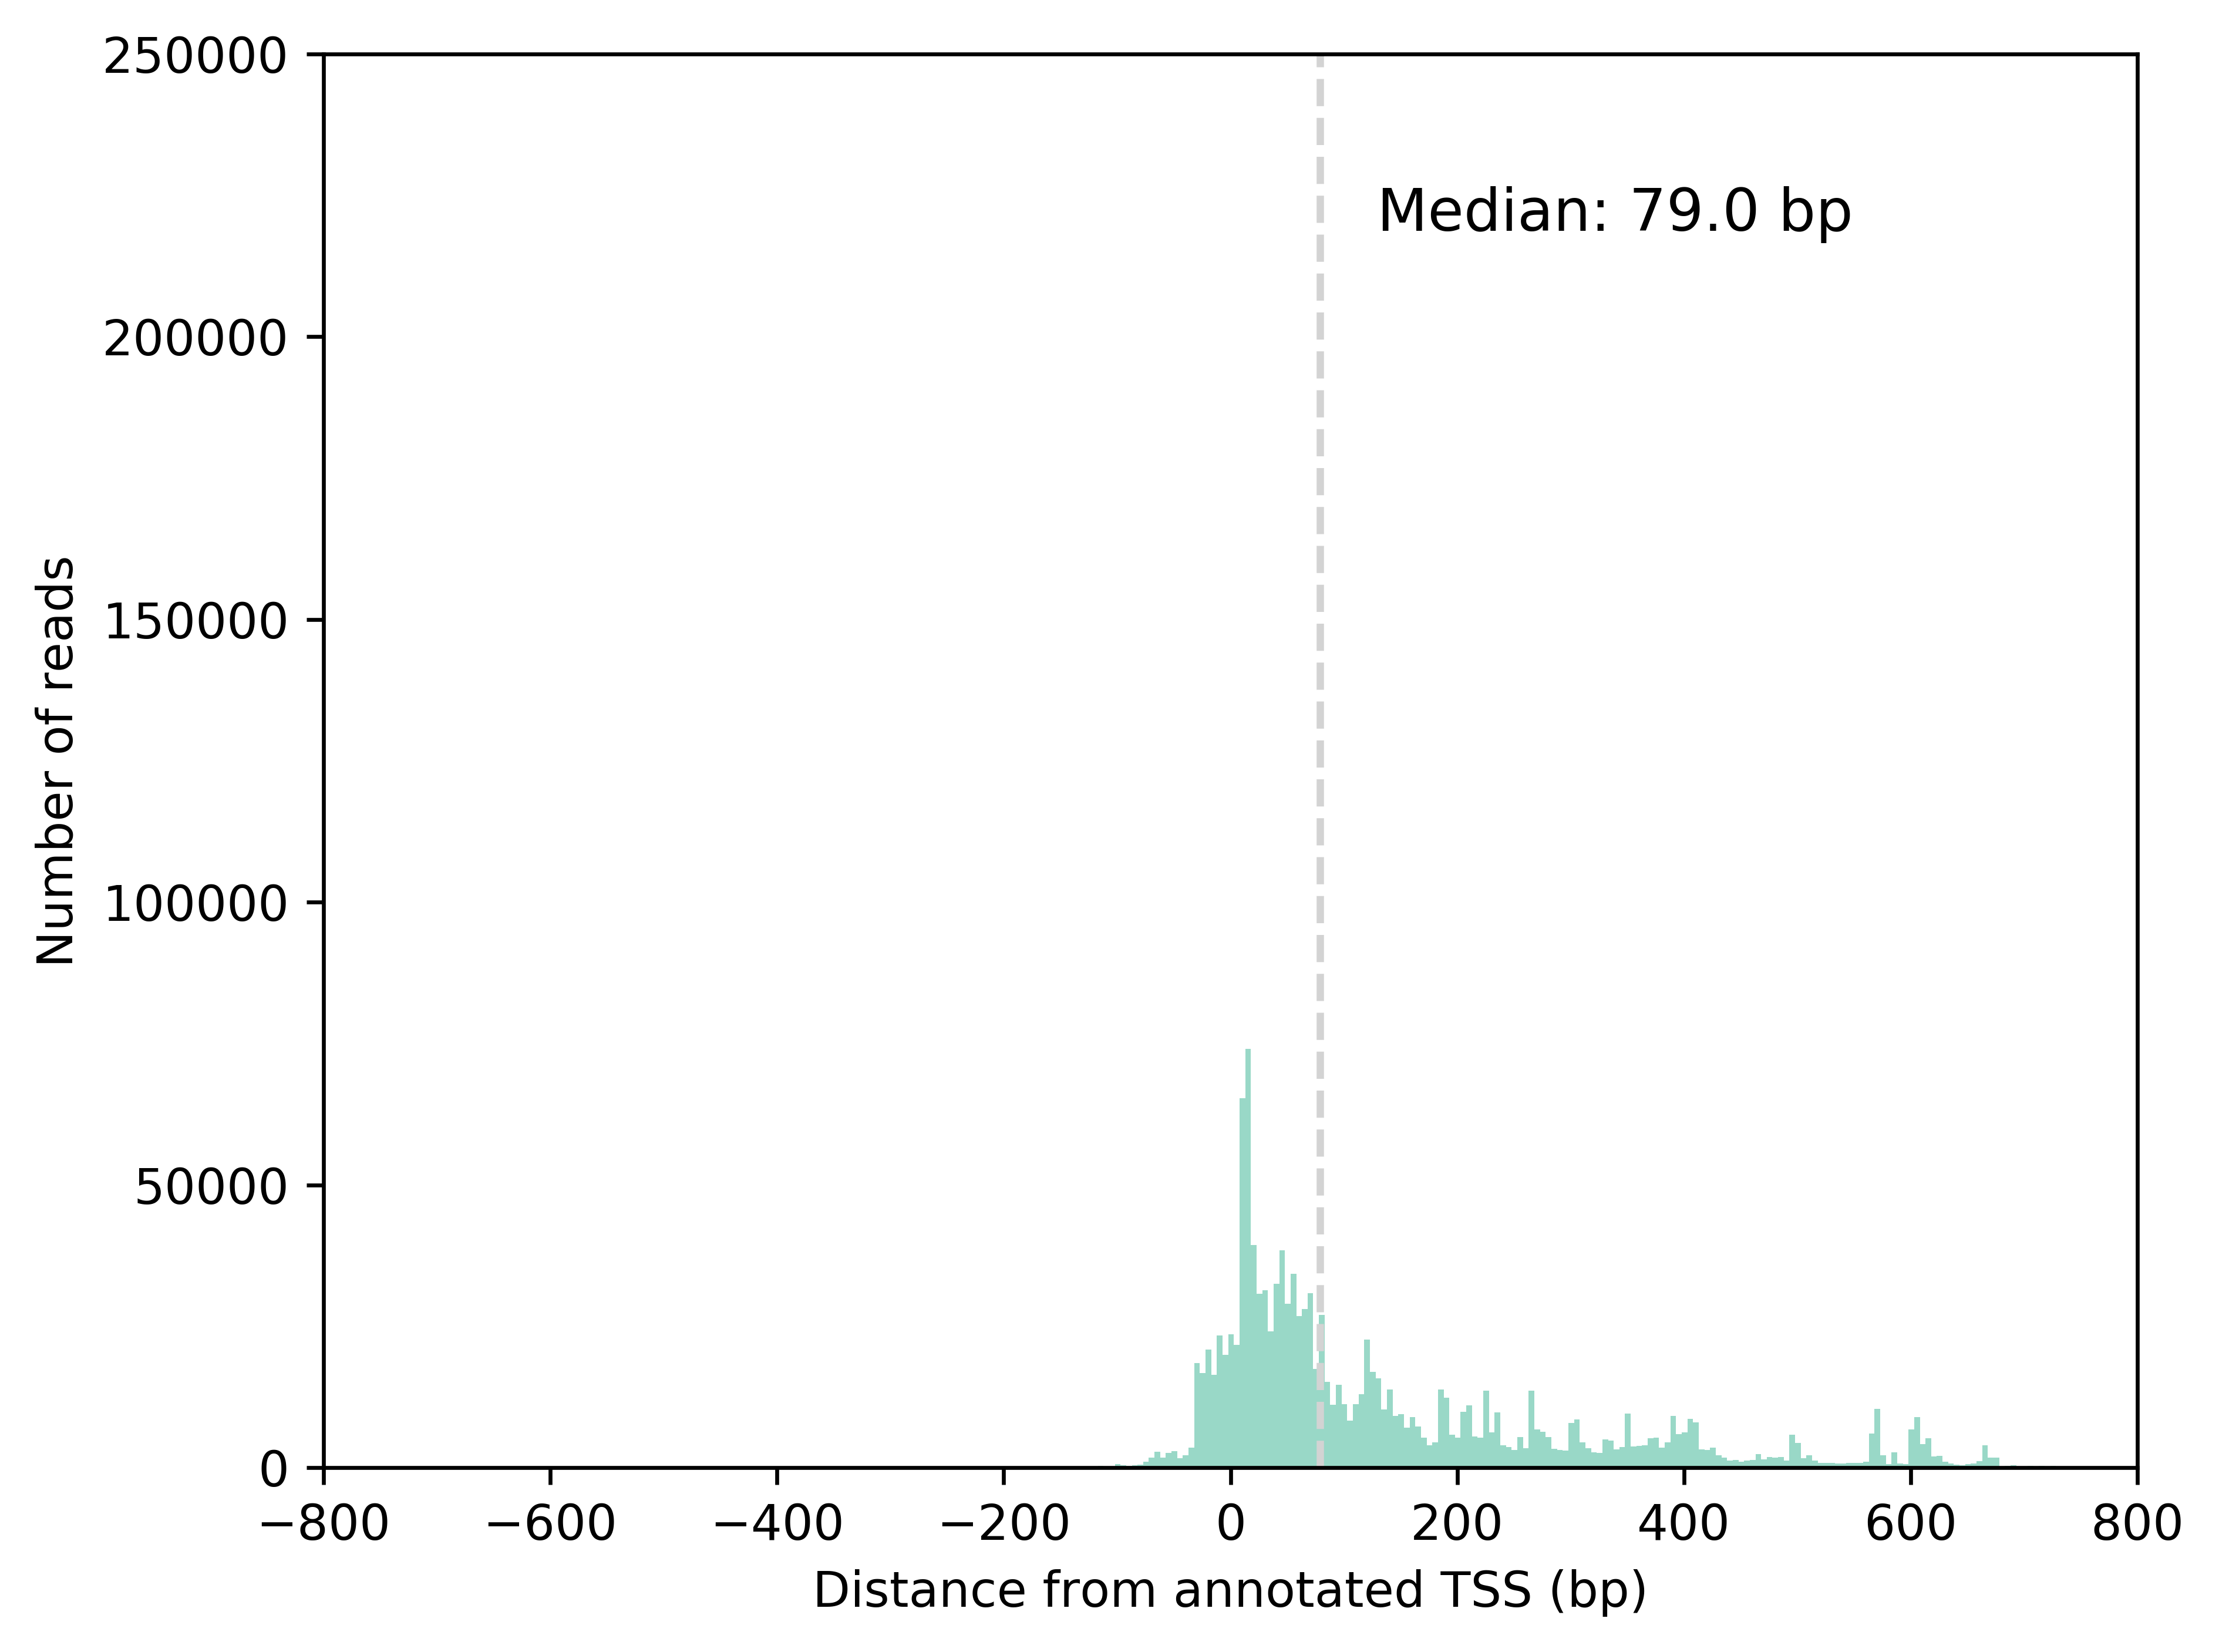 250000
200000
150000
100000
50000
0
Number of reads
Median: 79.0 bp
−800 −600 −400 −200 0 200 400 600 800
Distance from annotated TSS (bp)